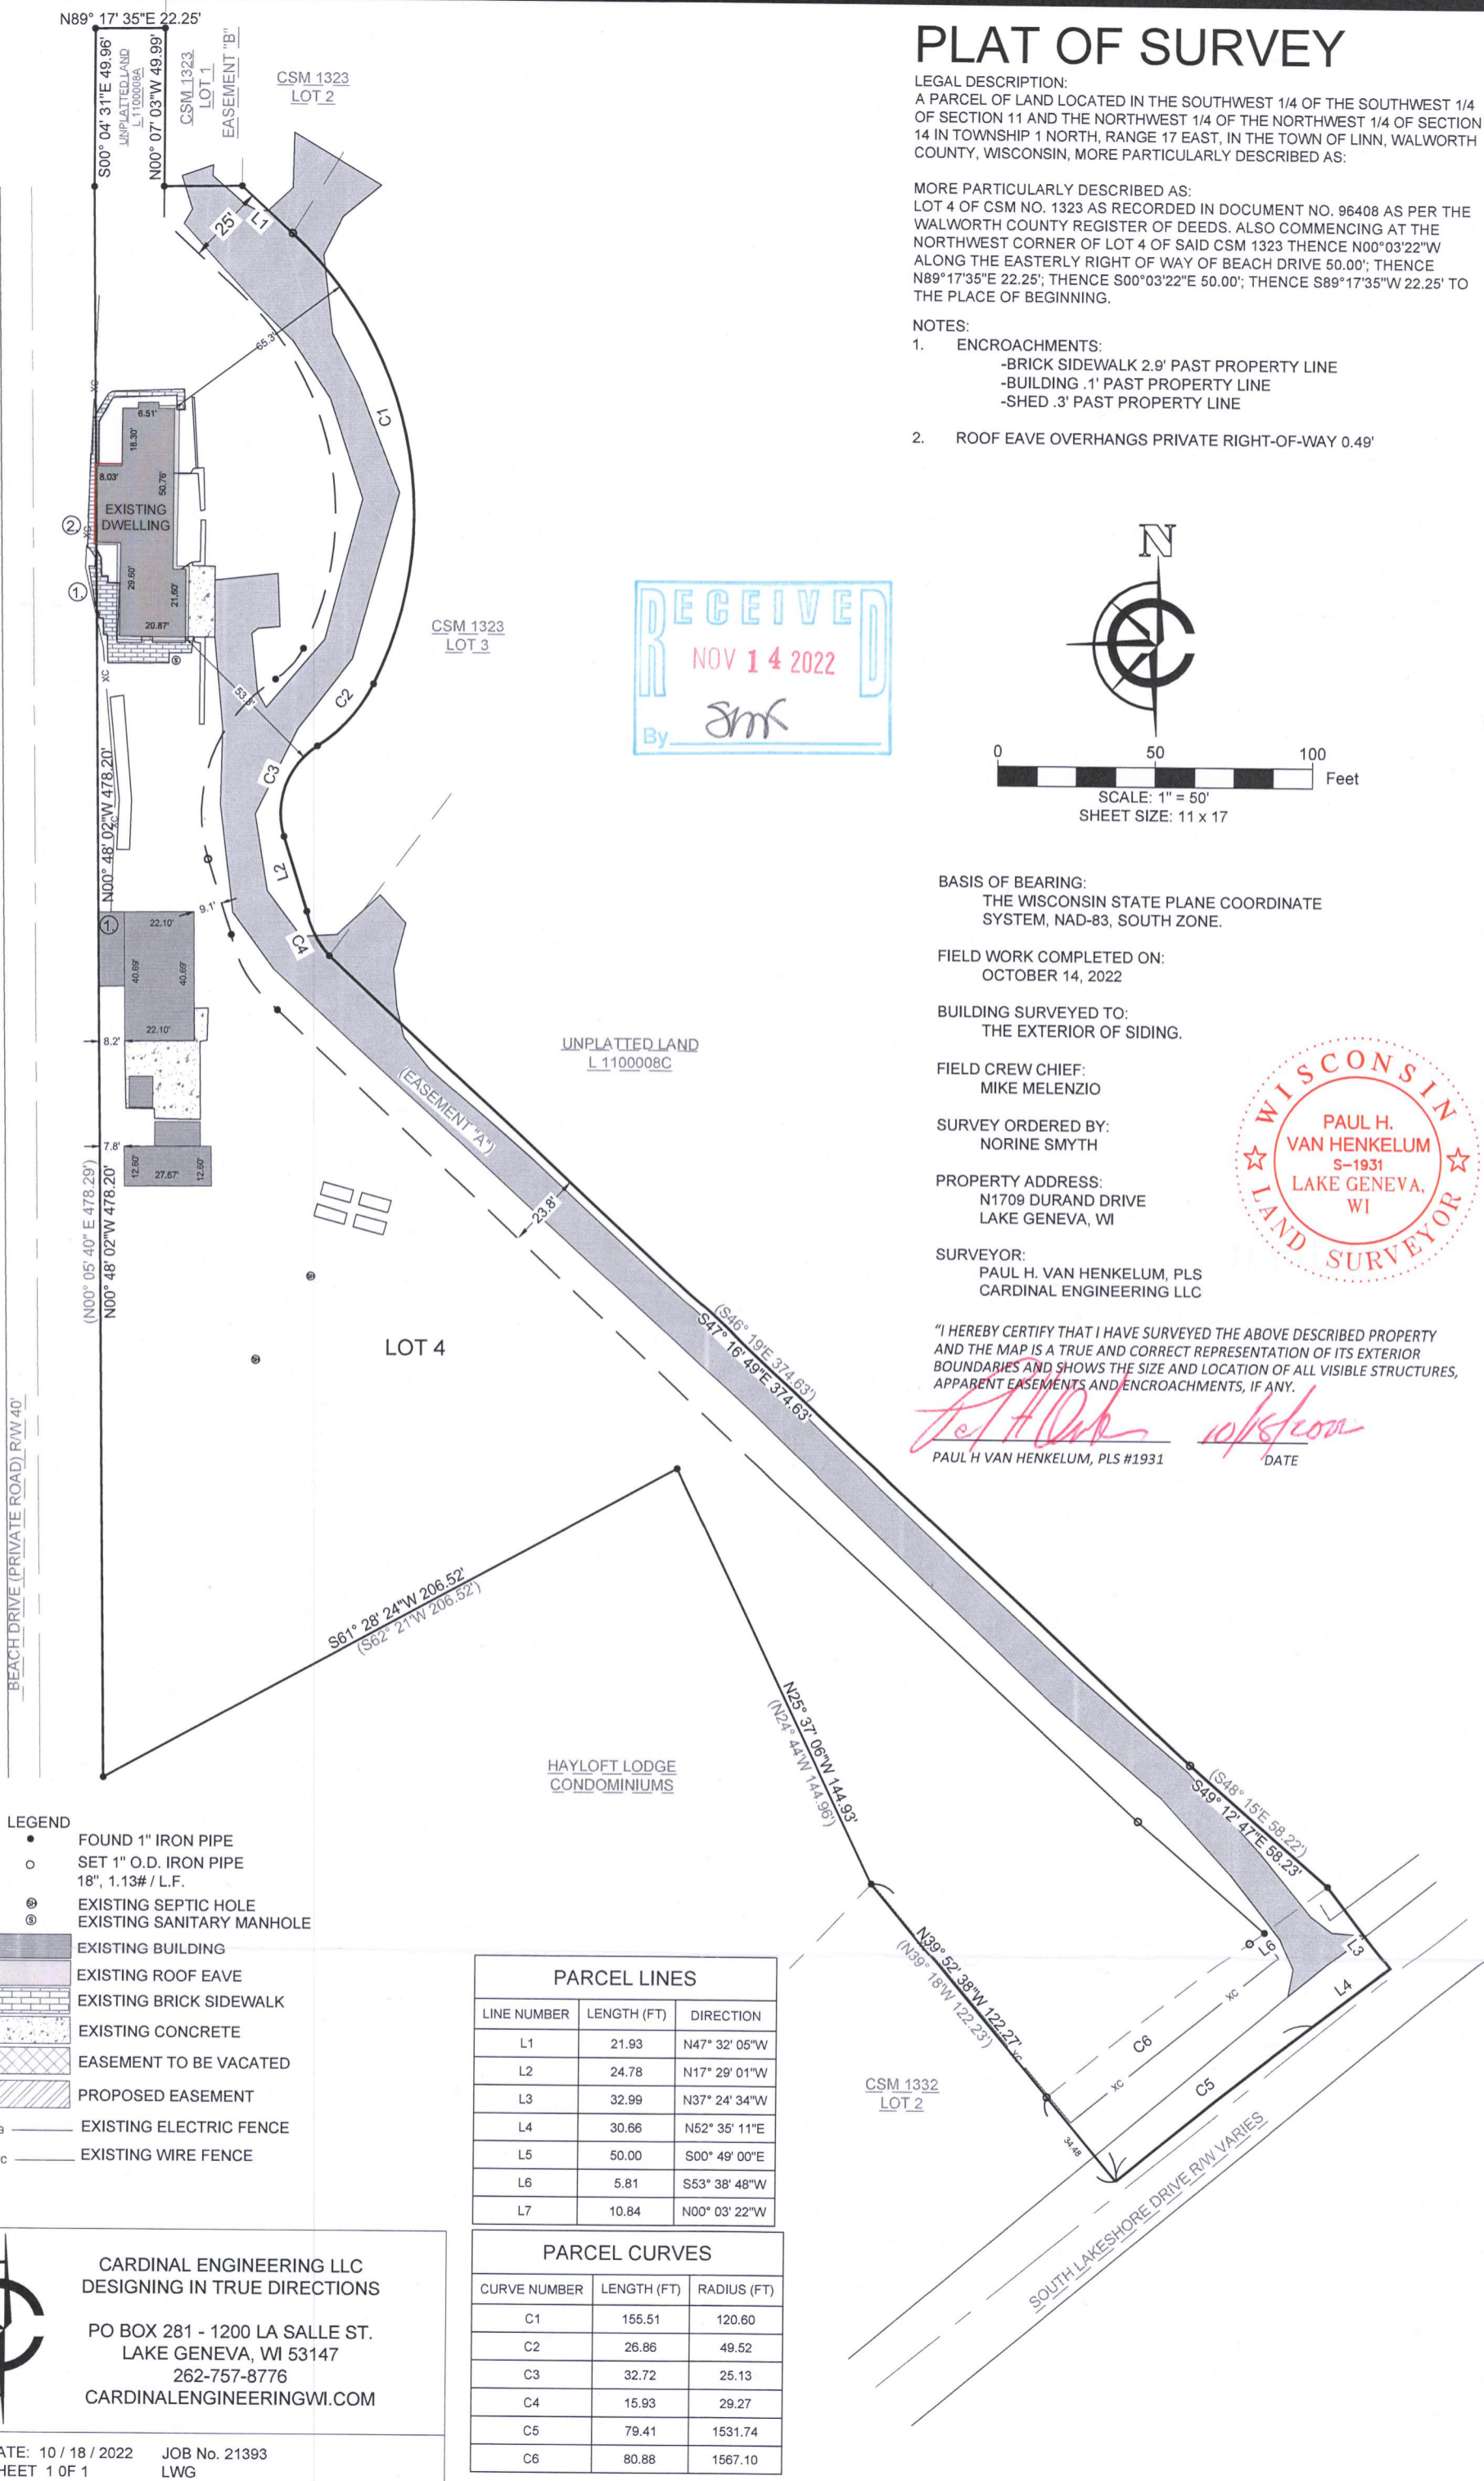 N89° 17' 35"E 22.25'
S00° 04' 31"E 49.96'
UNPLATTED LAND
L 1100008A
N00° 07' 03"W 49.99'
CSM 1323
LOT 1
EASEMENT "B"
CSM 1323
LOT 2
25'
L1
65.3'
C1
XC
6.51'
18.30'
8.03'
50.76'
EXISTING
DWELLING
2.
XC
1.
29.60'
21.60'
20.87'
S
XC
53.8'
C2
CSM 1323
LOT 3
C3
N00° 48' 02"W 478.20'
XC
L2
9.1'
C4
1.
22.10'
40.69'
40.69'
22.10'
8.2'
7.8'
12.60'
27.67'
12.60'
(N00° 05' 40" E 478.29')
N00° 48' 02"W 478.20'
UNPLATTED LAND
L 1100008C
(EASEMENT "A")
23.8'
LOT 4
(S46° 19'E 374.63')
S47° 16' 49"E 374.63'
BEACH DRIVE (PRIVATE ROAD) R/W 40'
S61° 28' 24"W 206.52'
(S62° 21'W 206.52')
N25° 37' 06"W 144.93'
(N24° 44'W 144.96')
HAYLOFT LODGE
CONDOMINIUMS
(S48° 15'E 58.22')
S49° 12' 47"E 58.23'
N39° 52' 38"W 122.27'
(N39° 18'W 122.23')
XC
L6
L3
L4
XC
C6
XC
C5
CSM 1332
LOT 2
34.48
SOUTH LAKESHORE DRIVE R/W VARIES
PLAT OF SURVEY
LEGAL DESCRIPTION:
A PARCEL OF LAND LOCATED IN THE SOUTHWEST 1/4 OF THE SOUTHWEST 1/4
OF SECTION 11 AND THE NORTHWEST 1/4 OF THE NORTHWEST 1/4 OF SECTION
14 IN TOWNSHIP 1 NORTH, RANGE 17 EAST, IN THE TOWN OF LINN, WALWORTH
COUNTY, WISCONSIN, MORE PARTICULARLY DESCRIBED AS:
MORE PARTICULARLY DESCRIBED AS:
LOT 4 OF CSM NO. 1323 AS RECORDED IN DOCUMENT NO. 96408 AS PER THE
WALWORTH COUNTY REGISTER OF DEEDS. ALSO COMMENCING AT THE
NORTHWEST CORNER OF LOT 4 OF SAID CSM 1323 THENCE N00°03'22"W
ALONG THE EASTERLY RIGHT OF WAY OF BEACH DRIVE 50.00'; THENCE
N89°17'35"E 22.25'; THENCE S00°03'22"E 50.00'; THENCE S89°17'35"W 22.25' TO
THE PLACE OF BEGINNING.
NOTES:
1. ENCROACHMENTS:
-BRICK SIDEWALK 2.9' PAST PROPERTY LINE
-BUILDING .1' PAST PROPERTY LINE
-SHED .3' PAST PROPERTY LINE
2. ROOF EAVE OVERHANGS PRIVATE RIGHT-OF-WAY 0.49'
RECEIVED
NOV 14 2022
By SMK
N
0 50 100
Feet
SCALE: 1" = 50'
SHEET SIZE: 11 x 17
BASIS OF BEARING:
THE WISCONSIN STATE PLANE COORDINATE
SYSTEM, NAD-83, SOUTH ZONE.
FIELD WORK COMPLETED ON:
OCTOBER 14, 2022
BUILDING SURVEYED TO:
THE EXTERIOR OF SIDING.
FIELD CREW CHIEF:
MIKE MELENZIO
SURVEY ORDERED BY:
NORINE SMYTH
PROPERTY ADDRESS:
N1709 DURAND DRIVE
LAKE GENEVA, WI
SURVEYOR:
PAUL H. VAN HENKELUM, PLS
CARDINAL ENGINEERING LLC
WISCONSIN
PAUL H.
VAN HENKELUM
S-1931
LAKE GENEVA,
WI
LAND SURVEYOR
"I HEREBY CERTIFY THAT I HAVE SURVEYED THE ABOVE DESCRIBED PROPERTY
AND THE MAP IS A TRUE AND CORRECT REPRESENTATION OF ITS EXTERIOR
BOUNDARIES AND SHOWS THE SIZE AND LOCATION OF ALL VISIBLE STRUCTURES,
APPARENT EASEMENTS AND ENCROACHMENTS, IF ANY.
10/18/2022
PAUL H VAN HENKELUM, PLS #1931 DATE
LEGEND
FOUND 1" IRON PIPE
SET 1" O.D. IRON PIPE
18", 1.13# / L.F.
EXISTING SEPTIC HOLE
S EXISTING SANITARY MANHOLE
EXISTING BUILDING
EXISTING ROOF EAVE
EXISTING BRICK SIDEWALK
EXISTING CONCRETE
EASEMENT TO BE VACATED
PROPOSED EASEMENT
EXISTING ELECTRIC FENCE
C EXISTING WIRE FENCE
PARCEL LINES
LINE NUMBER LENGTH (FT) DIRECTION
L1 21.93 N47° 32' 05"W
L2 24.78 N17° 29' 01"W
L3 32.99 N37° 24' 34"W
L4 30.66 N52° 35' 11"E
L5 50.00 S00° 49' 00"E
L6 5.81 S53° 38' 48"W
L7 10.84 N00° 03' 22"W
PARCEL CURVES
CURVE NUMBER LENGTH (FT) RADIUS (FT)
C1 155.51 120.60
C2 26.86 49.52
C3 32.72 25.13
C4 15.93 29.27
C5 79.41 1531.74
C6 80.88 1567.10
CARDINAL ENGINEERING LLC
DESIGNING IN TRUE DIRECTIONS
PO BOX 281 - 1200 LA SALLE ST.
LAKE GENEVA, WI 53147
262-757-8776
CARDINALENGINEERINGWI.COM
ATE: 10 / 18 / 2022 JOB No. 21393
HEET 1 OF 1 LWG